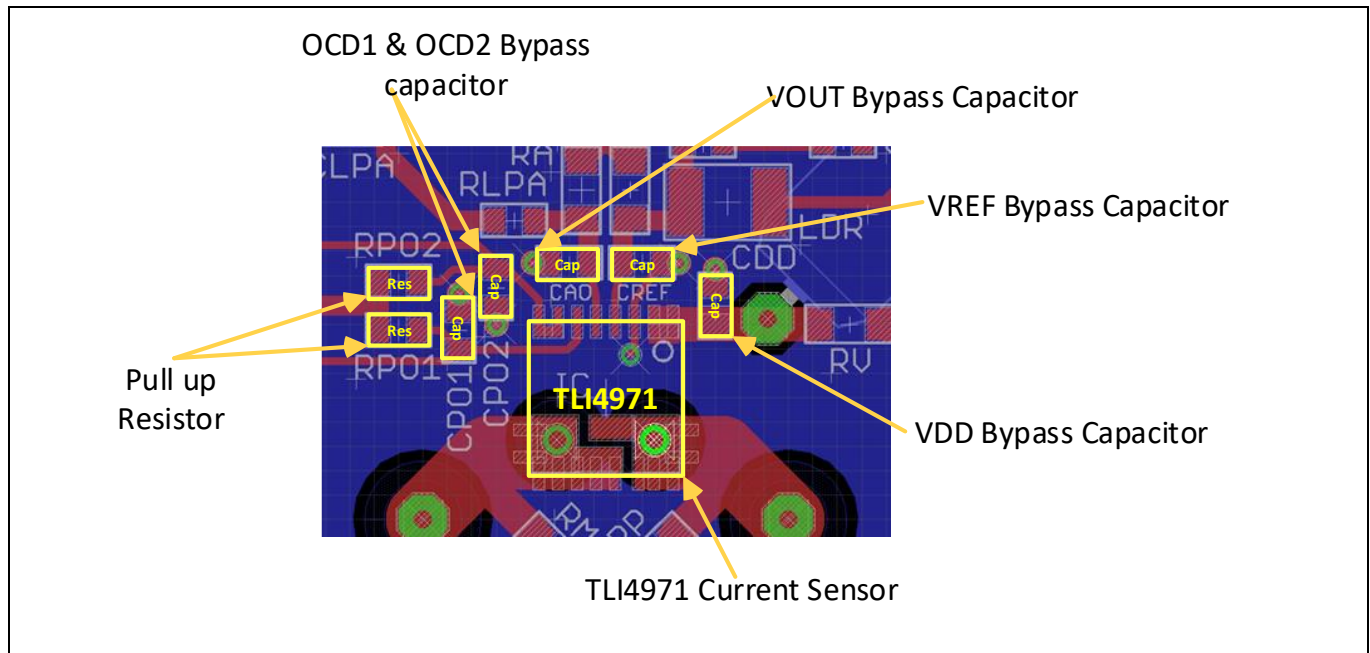 OCD1 & OCD2 Bypass
capacitor
VOUT Bypass Capacitor
VREF Bypass Capacitor
VDD Bypass Capacitor
TLI4971 Current Sensor
Pull up
Resistor
CLPA
RA
RLPA
LDR
RPO2
CDD
Res
Cap
Cap
Cap
Cap
CAO
CREF
Res
Cap
RPO1
CPO1
CPO2
RV
IC
TLI4971
RM